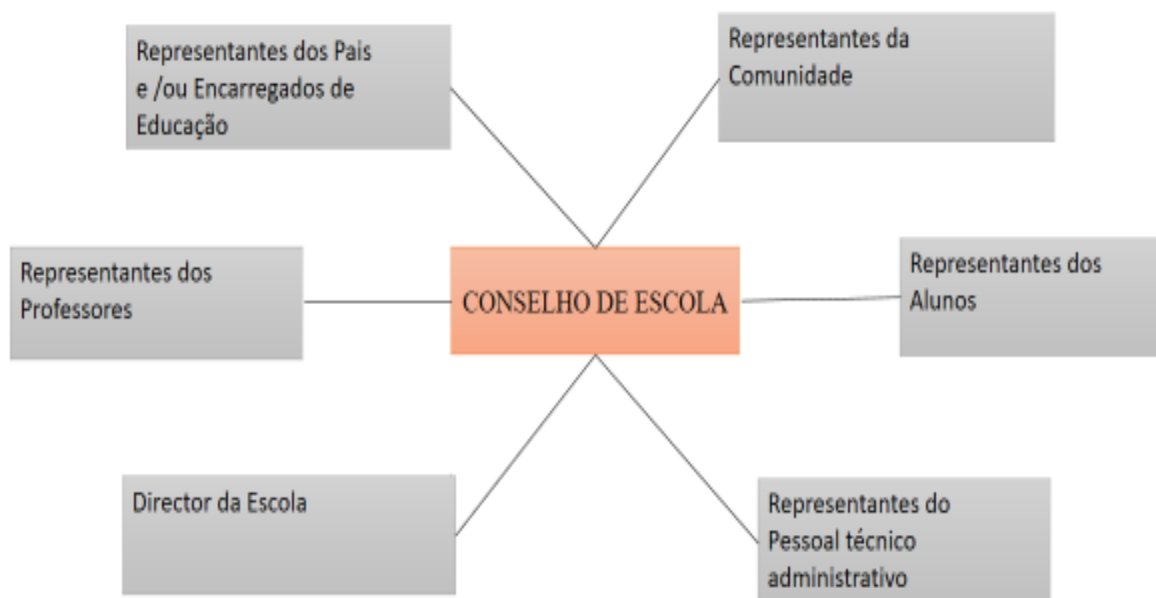 Representantes dos Pais
e /ou Encarregados de
Educação
Representantes da
Comunidade
Representantes dos
Professores
CONSELHO DE ESCOLA
Representantes dos
Alunos
Director da Escola
Representantes do
Pessoal técnico
administrativo